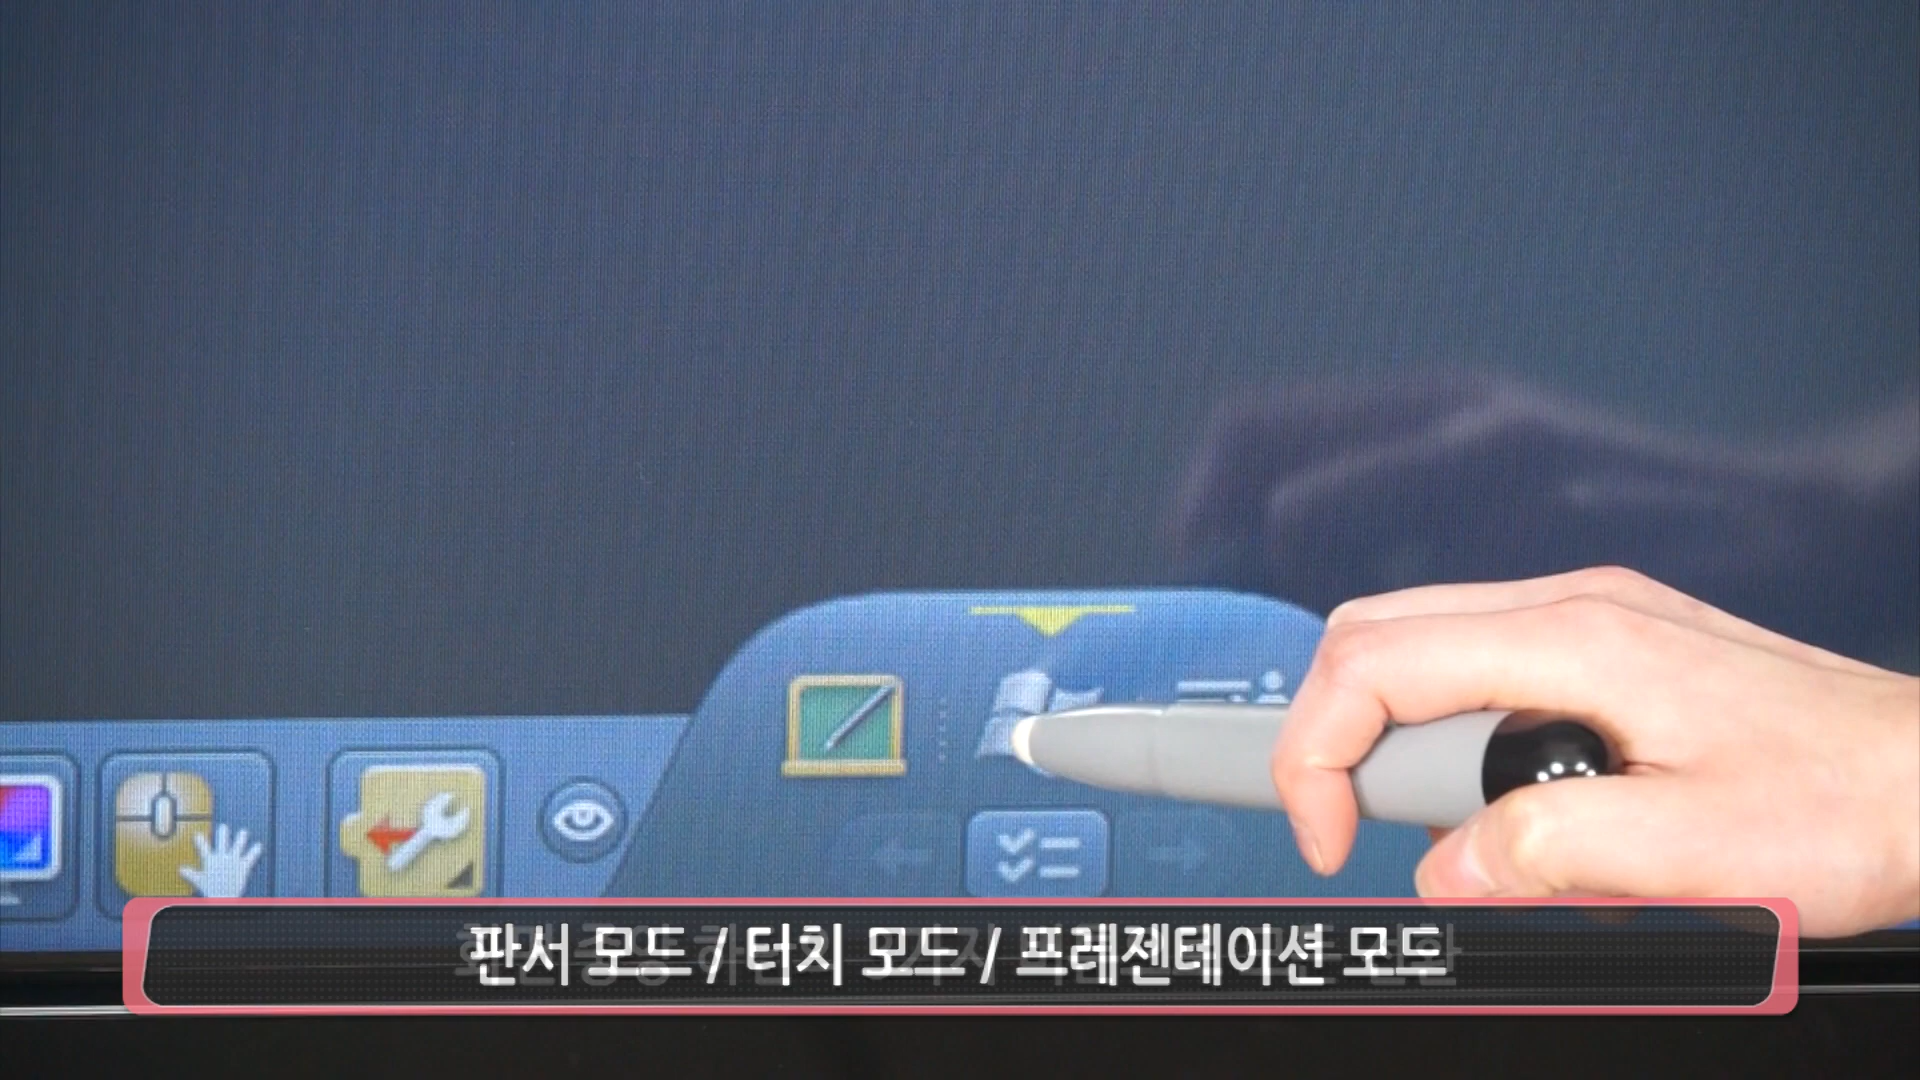 판서 모드 / 터치 모드 / 프레젠테이션 모드